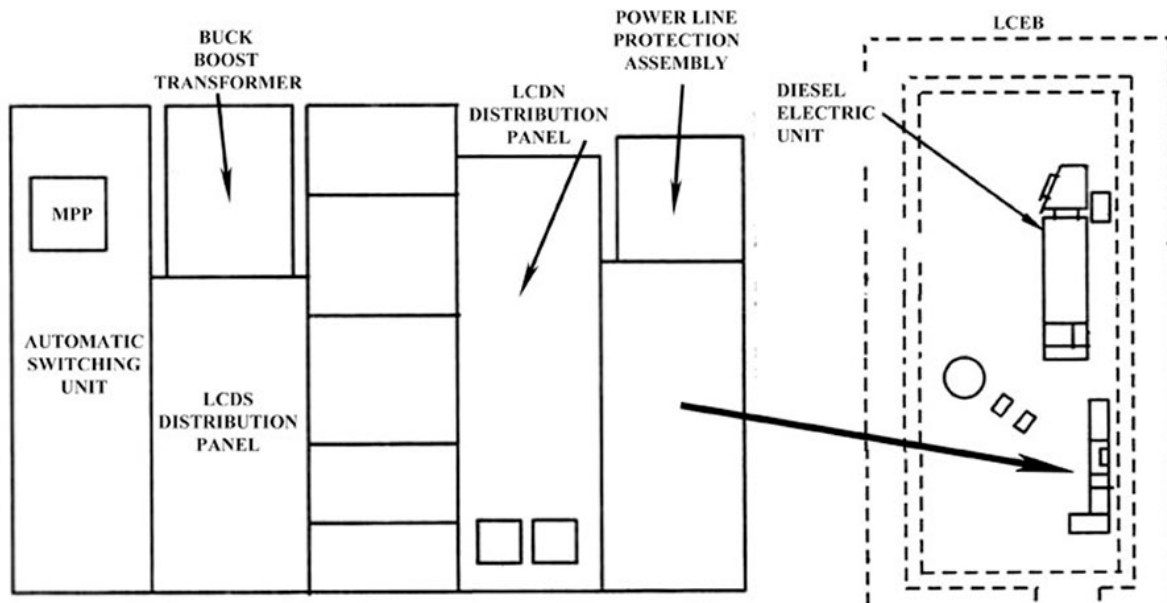 BUCK
BOOST
TRANSFORMER
POWER LINE
PROTECTION
ASSEMBLY
LCDN
DISTRIBUTION
PANEL
MPP
AUTOMATIC
SWITCHING
UNIT
LCDS
DISTRIBUTION
PANEL
LCEB
DIESEL
ELECTRIC
UNIT